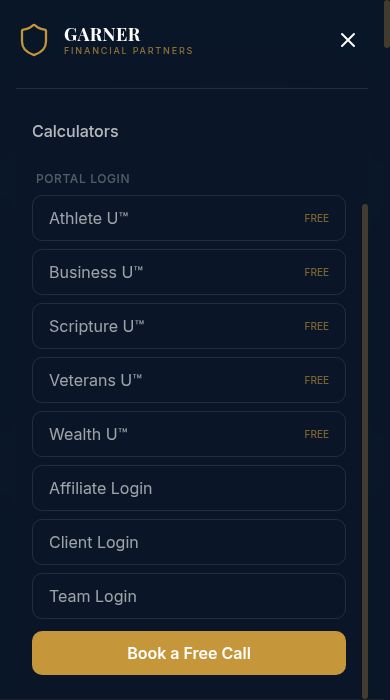 GARNER
FINANCIAL PARTNERS
Calculators
PORTAL LOGIN
Athlete U™ FREE
Business U™ FREE
Scripture U™ FREE
Veterans U™ FREE
Wealth U™ FREE
Affiliate Login
Client Login
Team Login
Book a Free Call